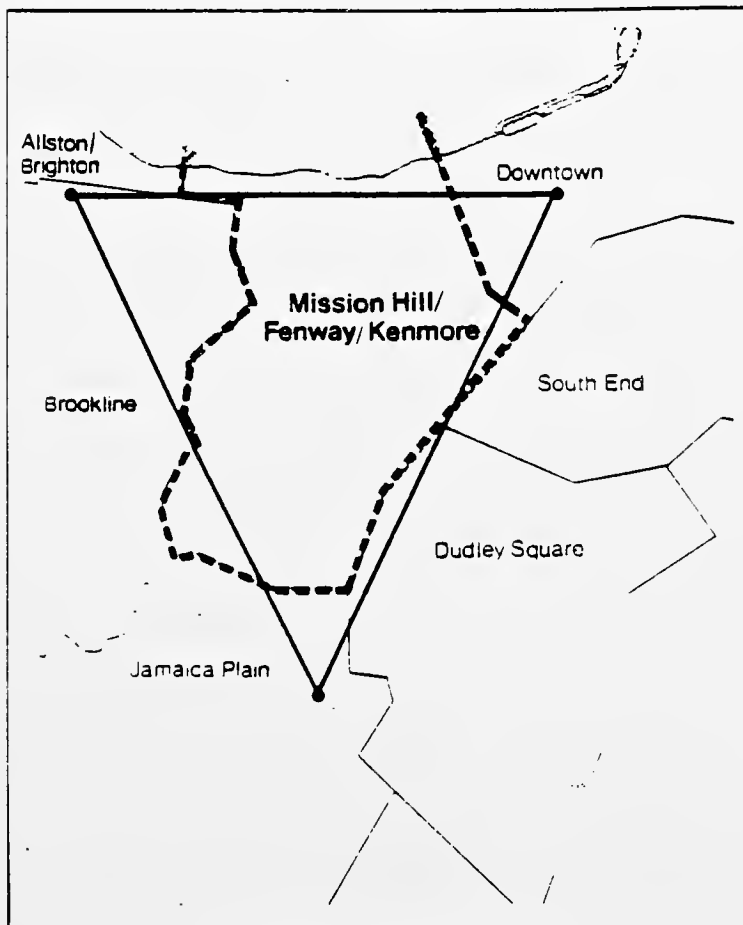 Allston/
Brighton
Downtown
Mission Hill/
Fenway/Kenmore
South End
Brookline
Dudley Square
Jamaica Plain